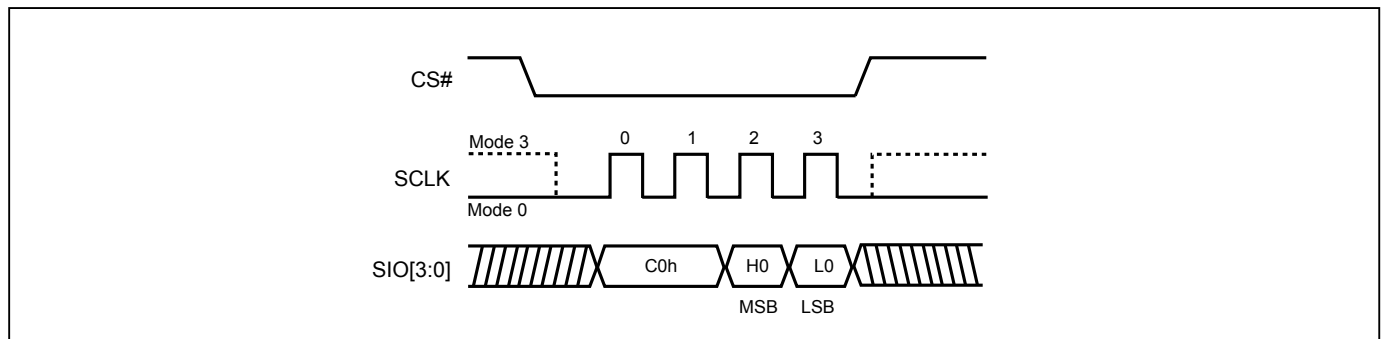 CS#
Mode 3
0 1 2 3
SCLK
Mode 0
SIO[3:0]
C0h H0 L0
MSB LSB